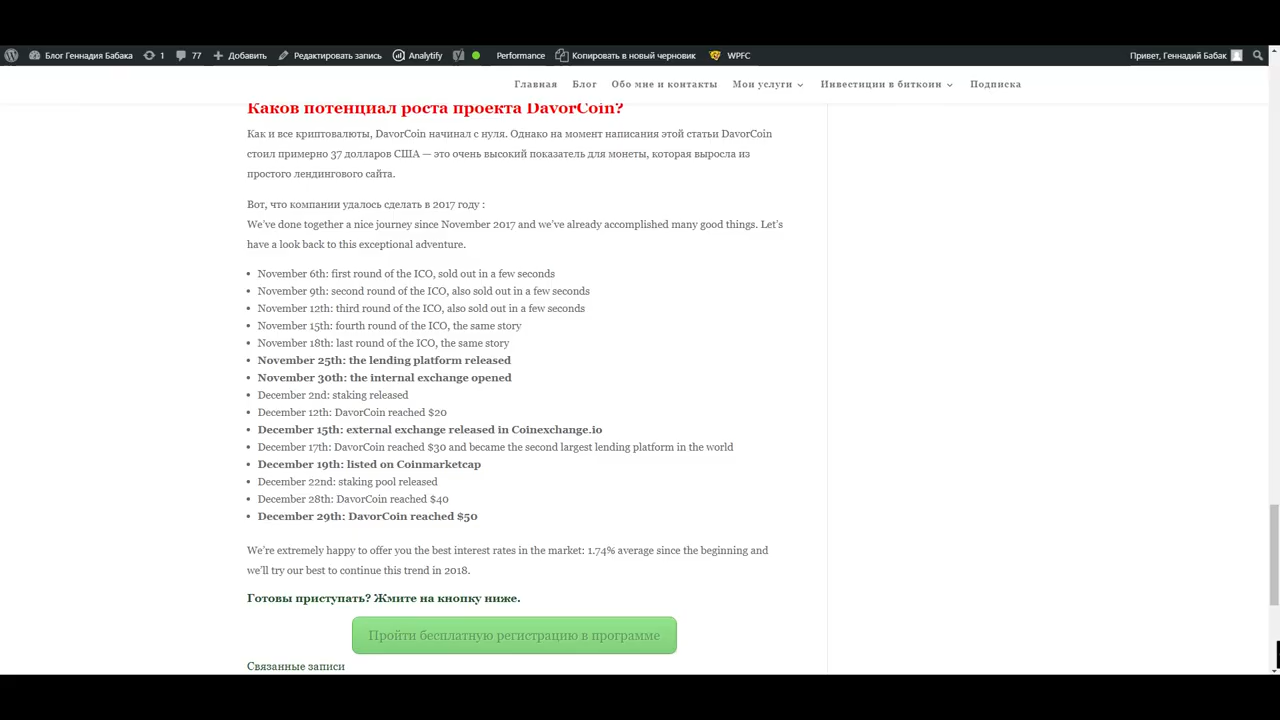 Блог Геннадия Бабака 1 77 Добавить Редактировать запись Analytify Performance Копировать в новый черновик WPFC Привет, Геннадий Бабак
Главная Блог Обо мне и контакты Мои услуги Инвестиции в биткоин Подписка
Каков потенциал роста проекта DavorCoin?
Как и все криптовалюты, DavorCoin начинал с нуля. Однако на момент написания этой статьи DavorCoin
стоил примерно 37 долларов США — это очень высокий показатель для монеты, которая выросла из
простого лендингового сайта.
Вот, что компании удалось сделать в 2017 году :
We've done together a nice journey since November 2017 and we've already accomplished many good things. Let's
have a look back to this exceptional adventure.
• November 6th: first round of the ICO, sold out in a few seconds
• November 9th: second round of the ICO, also sold out in a few seconds
• November 12th: third round of the ICO, also sold out in a few seconds
• November 15th: fourth round of the ICO, the same story
• November 18th: last round of the ICO, the same story
• November 25th: the lending platform released
• November 30th: the internal exchange opened
• December 2nd: staking released
• December 12th: DavorCoin reached $20
• December 15th: external exchange released in Coinexchange.io
• December 17th: DavorCoin reached $30 and became the second largest lending platform in the world
• December 19th: listed on Coinmarketcap
• December 22nd: staking pool released
• December 28th: DavorCoin reached $40
• December 29th: DavorCoin reached $50
We're extremely happy to offer you the best interest rates in the market: 1.74% average since the beginning and
we'll try our best to continue this trend in 2018.
Готовы приступать? Жмите на кнопку ниже.
Пройти бесплатную регистрацию в программе
Связанные записи